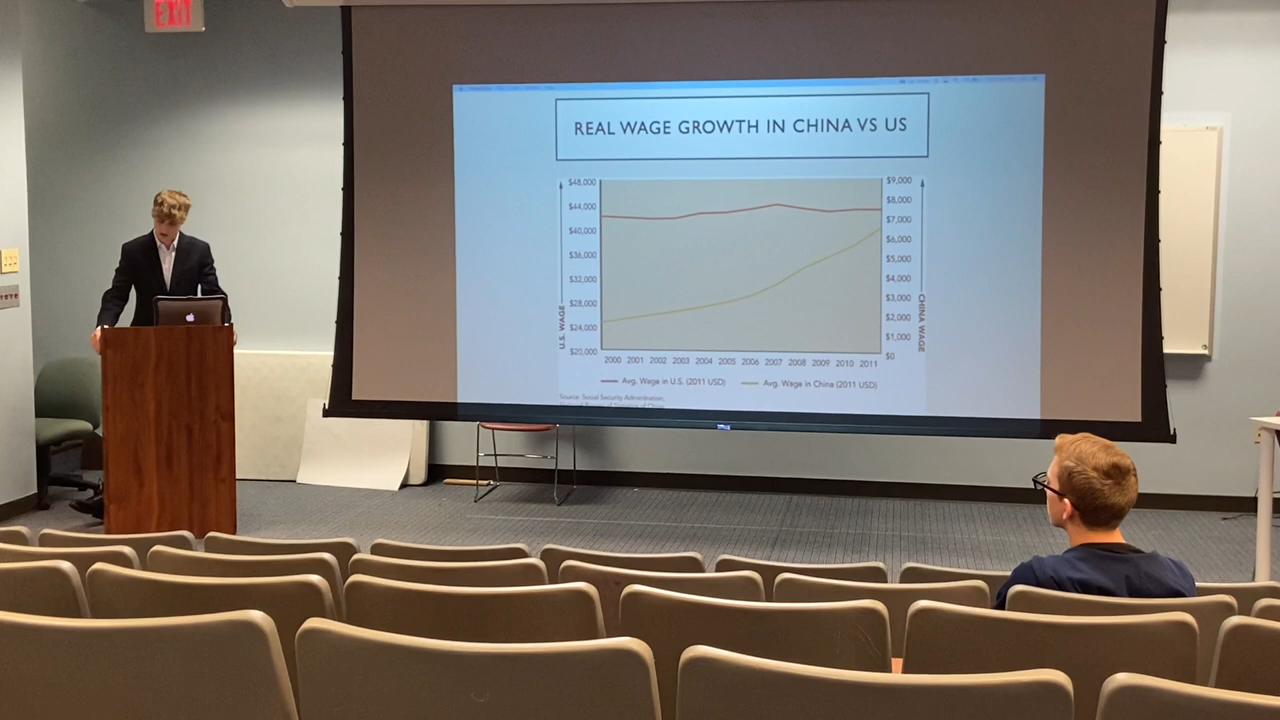 EXIT
REAL WAGE GROWTH IN CHINA VS US
$48,000
$44,000
$40,000
$36,000
$32,000
$28,000
$24,000
$20,000
U.S. WAGE
$9,000
$8,000
$7,000
$6,000
$5,000
$4,000
$3,000
$2,000
$1,000
$0
CHINA WAGE
2000 2001 2002 2003 2004 2005 2006 2007 2008 2009 2010 2011
Avg. Wage in U.S. (2011 USD) Avg. Wage in China (2011 USD)
Source: Social Security Administration,